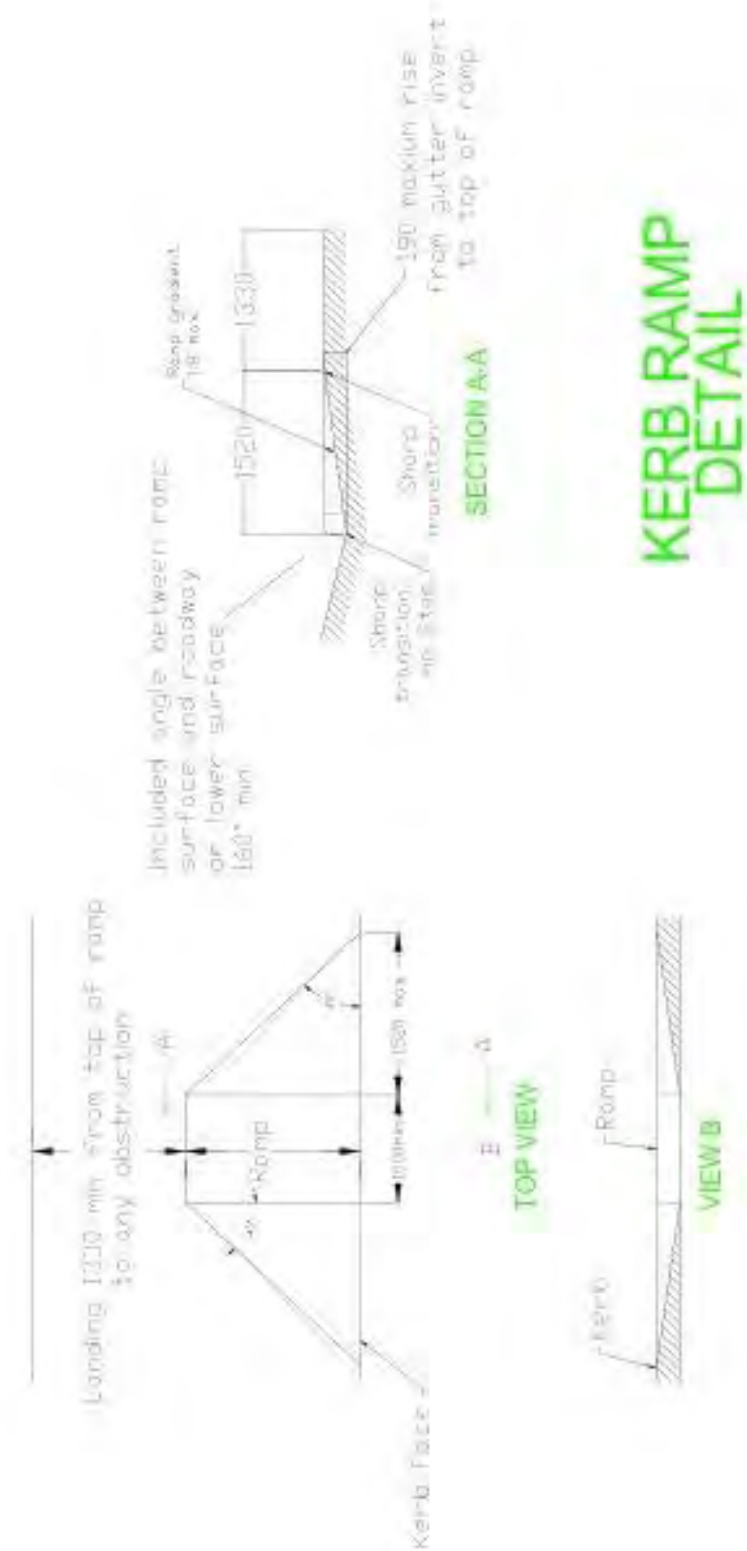 Landing 1330 min from top of ramp
to any obstruction
A
Ramp
1000min
1520 max
Kerb Face
B
A
TOP VIEW
Kerb
Ramp
VIEW B
Included angle between ramp
surface and roadway
or lower surface
160° min
Ramp gradient
1:8 max
1520
1330
Sharp
transition
no Step
Sharp
transition
190 maxium rise
from gutter invert
to top of ramp
SECTION A-A
KERB RAMP
DETAIL